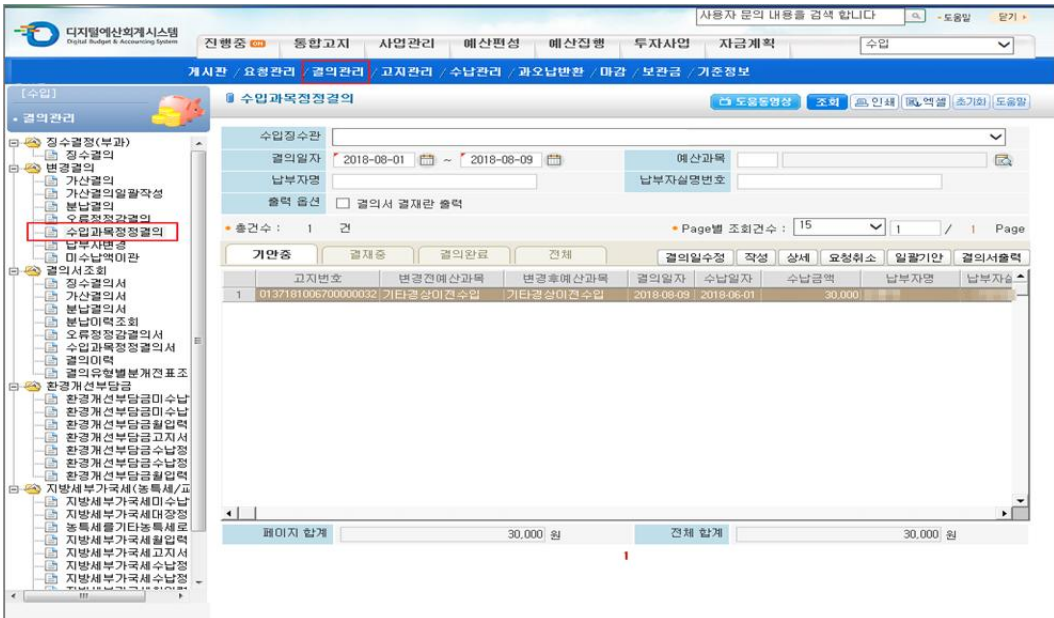 사용자 문의 내용을 검색 합니다
도움말
닫기
디지털예산회계시스템
Digital Budget & Accounting System
진행중 on 통합고지 사업관리 예산편성 예산집행 투자사업 자금계획 수입
게시판 / 요청관리 / 결의관리 / 고지관리 / 수납관리 / 과오납반환 / 마감 / 보관금 / 기준정보
[수입]
결의관리
징수결정(부과)
징수결의
변경결의
가산결의
가산결의일괄작성
분납결의
오류정정감결의
수입과목정정결의
납부자변경
미수납액이관
결의서조회
징수결의서
가산결의서
분납결의서
분납이력조회
오류정정감결의서
수입과목정정결의서
결의이력
결의유형별분개전표조
환경개선부담금
환경개선부담금미수납
환경개선부담금미수납
환경개선부담금월입력
환경개선부담금고지서
환경개선부담금수납정
환경개선부담금수납정
환경개선부담금월입력
지방세부가국세(농특세/교
지방세부가국세미수납
지방세부가국세대장정
농특세를기타농특세로
지방세부가국세월입력
지방세부가국세고지서
지방세부가국세수납정
지방세부가국세수납정
수입과목정정결의
도움동영상 조회 인쇄 엑셀 초기화 도움말
수입징수관
결의일자 2018-08-01 ~ 2018-08-09 예산과목
납부자명 납부자실명번호
출력 옵션 결의서 결재란 출력
총건수 : 1 건 Page별 조회건수 : 15 1 / 1 Page
기안중 결재중 결의완료 전체 결의일수정 작성 상세 요청취소 일괄기안 결의서출력
고지번호 변경전예산과목 변경후예산과목 결의일자 수납일자 수납금액 납부자명
1 0137181006700000032 기타경상이전수입 기타경상이전수입 2018-08-09 2018-06-01 30,000
페이지 합계 30,000 원 전체 합계 30,000 원
1